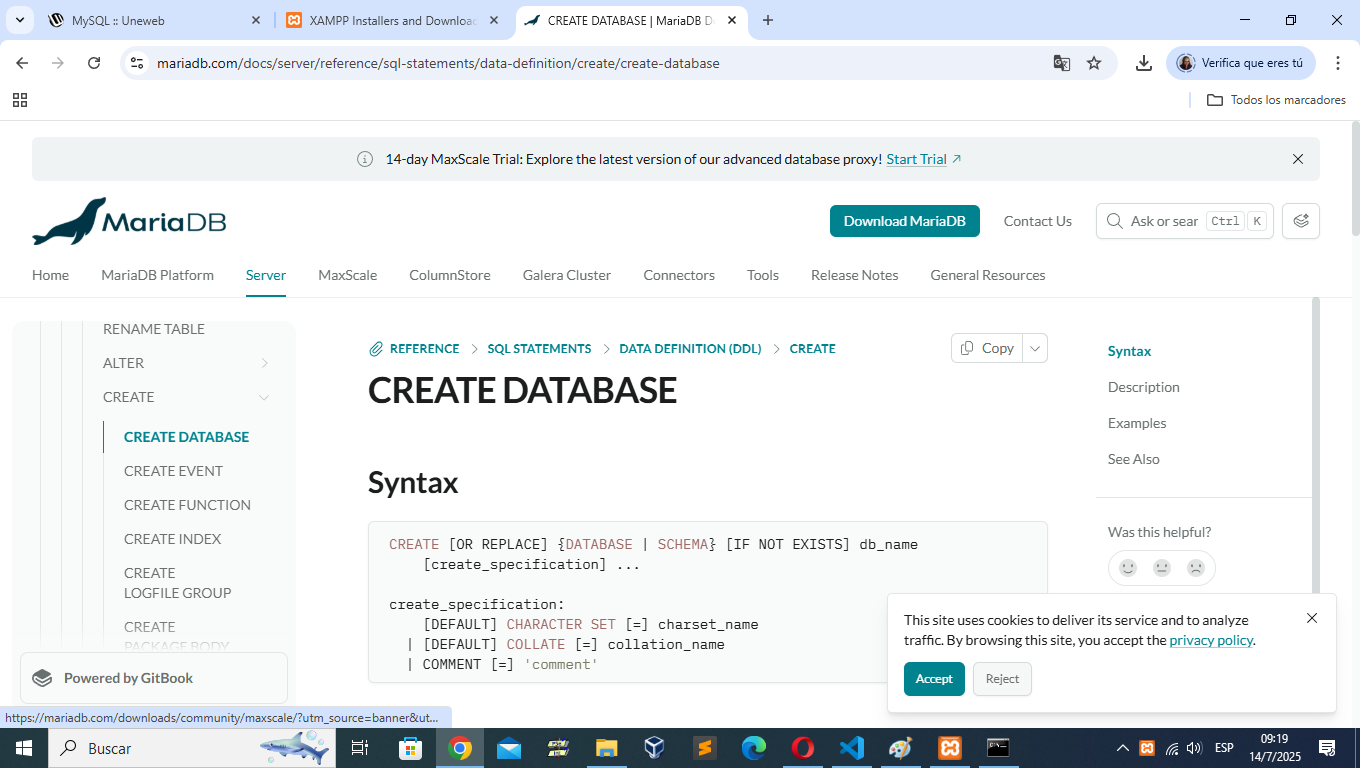 MySQL :: Uneweb
XAMPP Installers and Downloa
CREATE DATABASE | MariaDB D
mariadb.com/docs/server/reference/sql-statements/data-definition/create/create-database
Verifica que eres tú
Todos los marcadores
14-day MaxScale Trial: Explore the latest version of our advanced database proxy! Start Trial ↗
MariaDB
Download MariaDB
Contact Us
Ask or sear Ctrl K
Home MariaDB Platform Server MaxScale ColumnStore Galera Cluster Connectors Tools Release Notes General Resources
RENAME TABLE
ALTER
CREATE
CREATE DATABASE
CREATE EVENT
CREATE FUNCTION
CREATE INDEX
CREATE
LOGFILE GROUP
CREATE
PACKAGE BODY
Powered by GitBook
REFERENCE > SQL STATEMENTS > DATA DEFINITION (DDL) > CREATE
Copy
CREATE DATABASE
Syntax
CREATE [OR REPLACE] {DATABASE | SCHEMA} [IF NOT EXISTS] db_name
[create_specification] ...
create_specification:
[DEFAULT] CHARACTER SET [=] charset_name
| [DEFAULT] COLLATE [=] collation_name
| COMMENT [=] 'comment'
Syntax
Description
Examples
See Also
Was this helpful?
This site uses cookies to deliver its service and to analyze
traffic. By browsing this site, you accept the privacy policy.
Accept Reject
https://mariadb.com/downloads/community/maxscale/?utm_source=banner&ut...
Buscar
ESP
09:19
14/7/2025